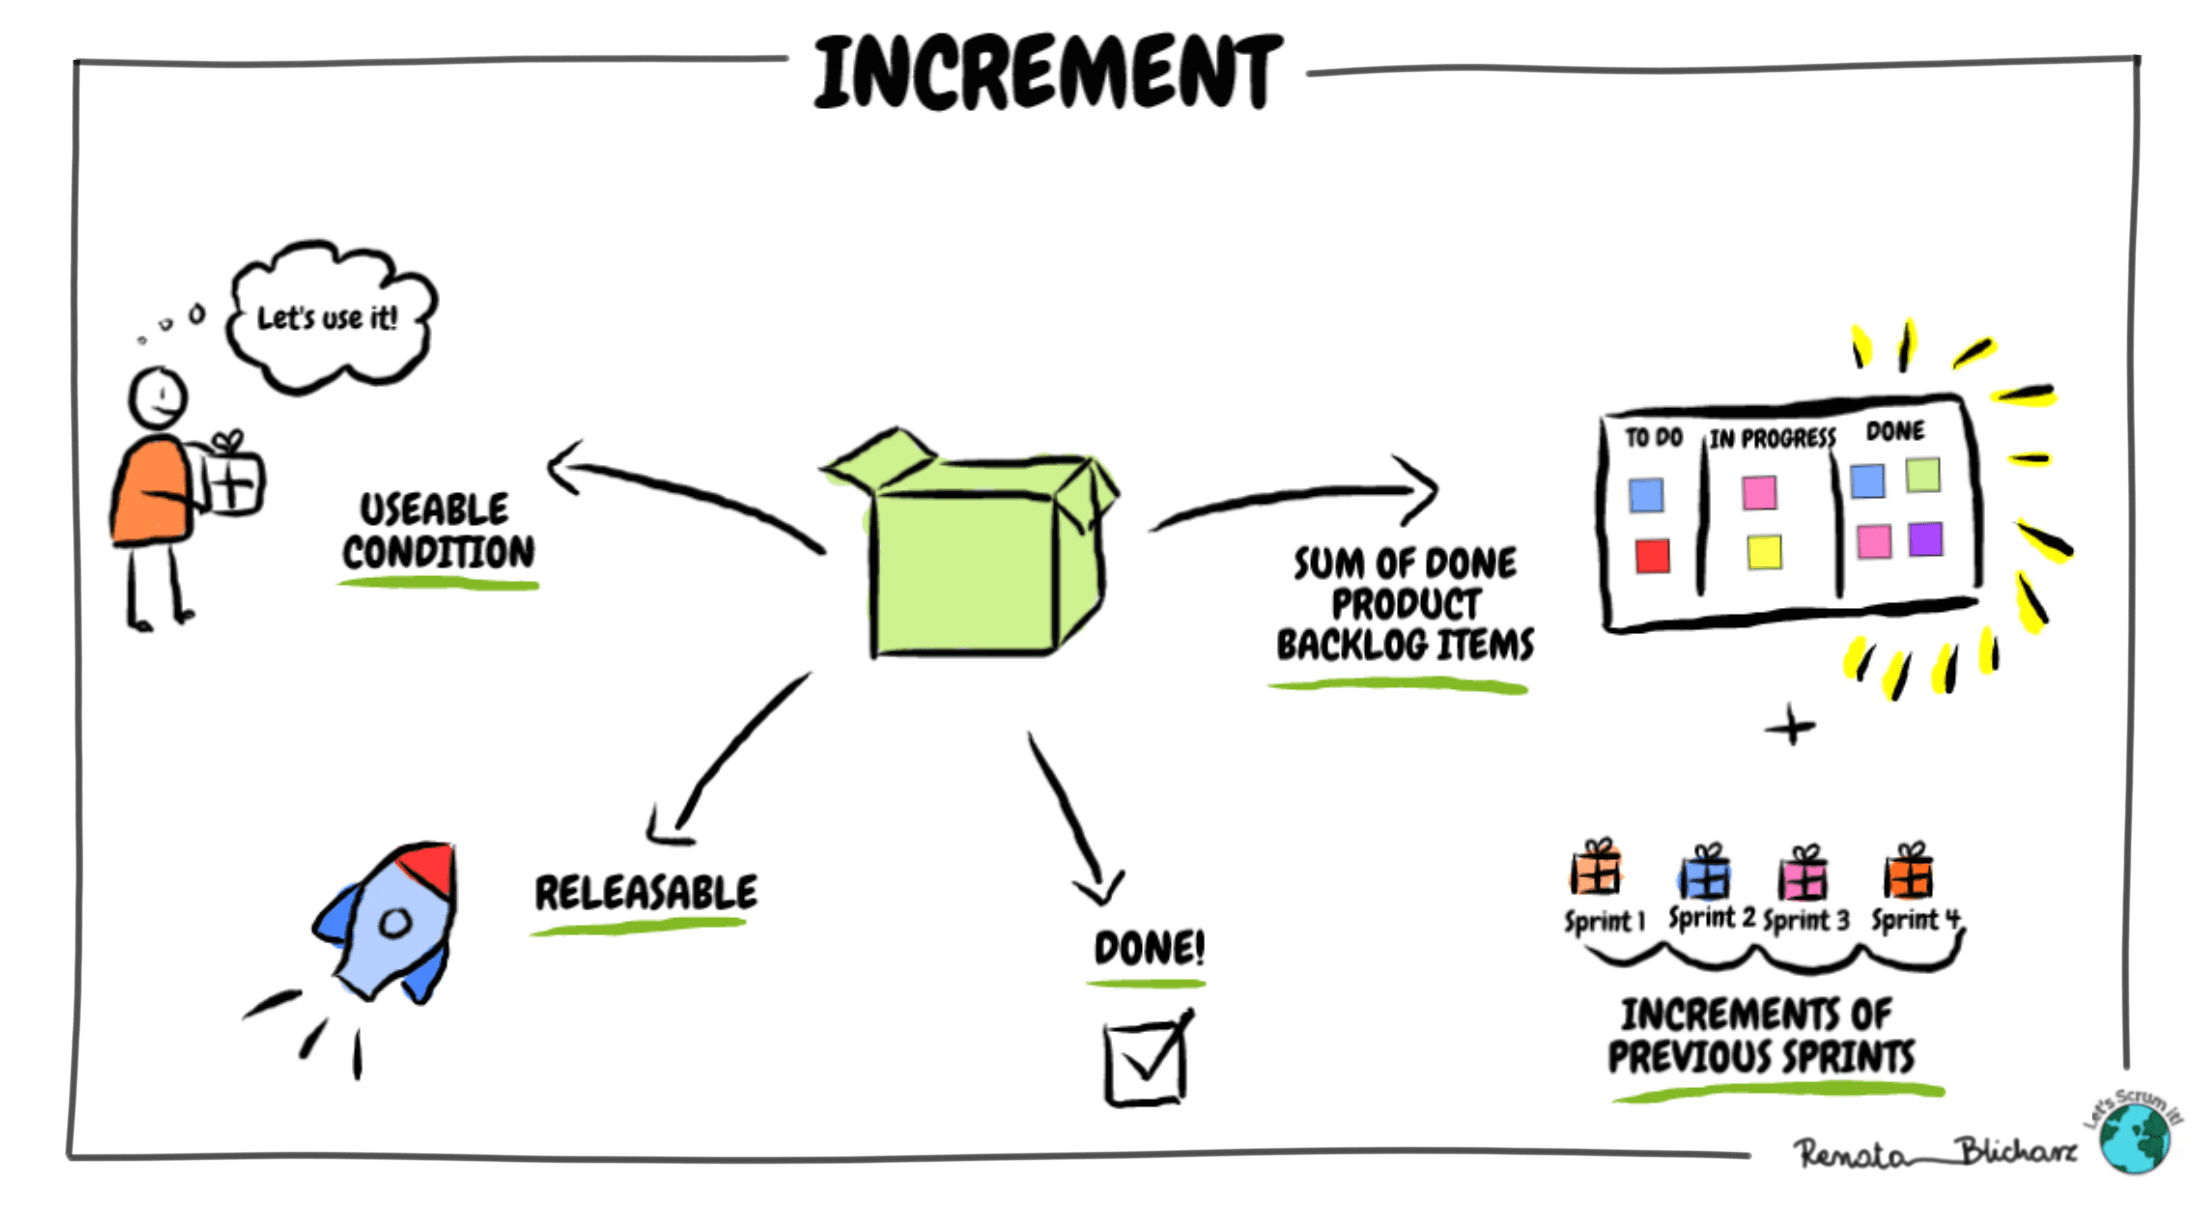 INCREMENT
Let's use it!
USEABLE
CONDITION
SUM OF DONE
PRODUCT
BACKLOG ITEMS
TO DO
IN PROGRESS
DONE
+
RELEASABLE
DONE!
Sprint 1
Sprint 2
Sprint 3
Sprint 4
INCREMENTS OF
PREVIOUS SPRINTS
Renata Blicharz
Let's Scrum it!